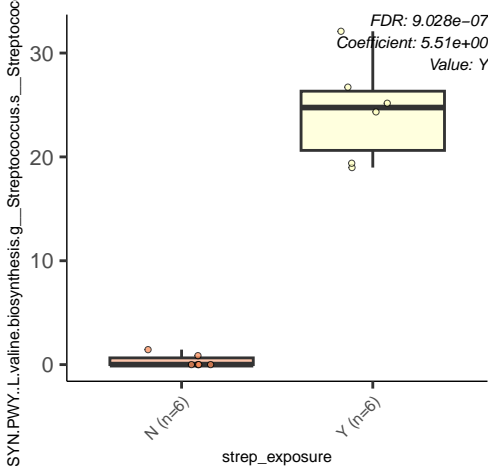 FDR: 9.028e−07
Coefficient: 5.51e+00
Value: Y
SYN.PWY..L.valine.biosynthesis.g__Streptococcus.s__Streptococ
30
20
10
0
N (n=6)
Y (n=6)
strep_exposure